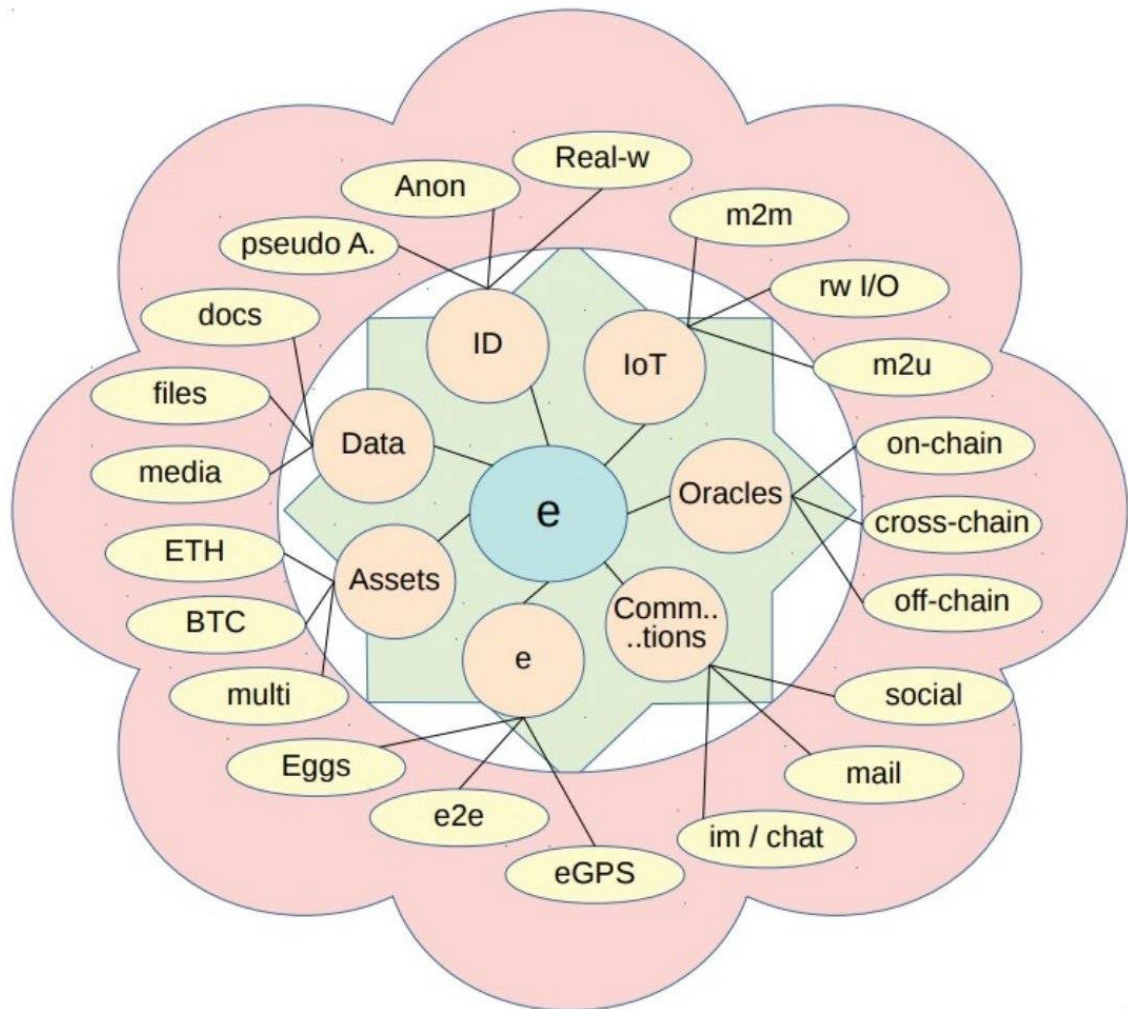 Real-w
Anon
m2m
pseudo A.
rw I/O
docs
ID
IoT
m2u
files
Data
on-chain
media
Oracles
e
cross-chain
ETH
Assets
off-chain
BTC
Comm..
..tions
e
multi
social
Eggs
mail
e2e
im / chat
eGPS